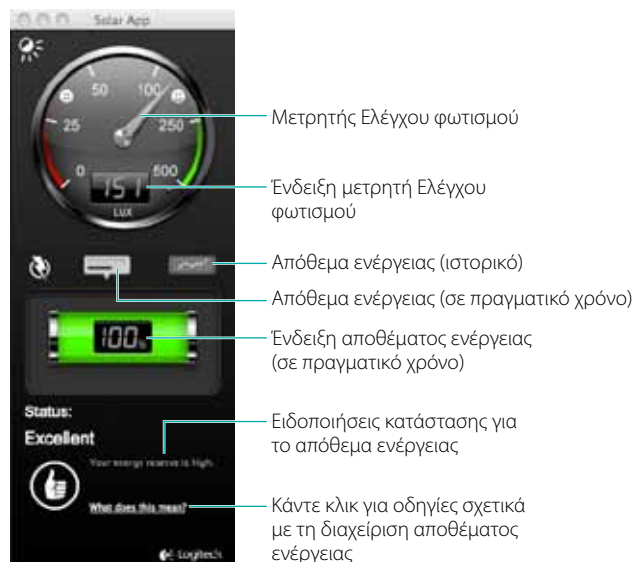 Solar App
50
100
25
250
0
500
151
LUX
Μετρητής Ελέγχου φωτισμού
Ένδειξη μετρητή Ελέγχου
φωτισμού
Απόθεμα ενέργειας (ιστορικό)
Απόθεμα ενέργειας (σε πραγματικό χρόνο)
100%
Ένδειξη αποθέματος ενέργειας
(σε πραγματικό χρόνο)
Status:
Excellent
Your energy reserve is high.
What does this mean?
Logitech
Ειδοποιήσεις κατάστασης για
το απόθεμα ενέργειας
Κάντε κλικ για οδηγίες σχετικά
με τη διαχείριση αποθέματος
ενέργειας